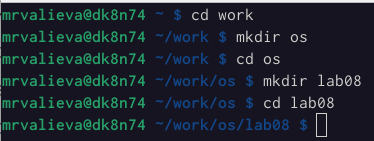 mrvalieva@dk8n74 ~ $ cd work
mrvalieva@dk8n74 ~/work $ mkdir os
mrvalieva@dk8n74 ~/work $ cd os
mrvalieva@dk8n74 ~/work/os $ mkdir lab08
mrvalieva@dk8n74 ~/work/os $ cd lab08
mrvalieva@dk8n74 ~/work/os/lab08 $